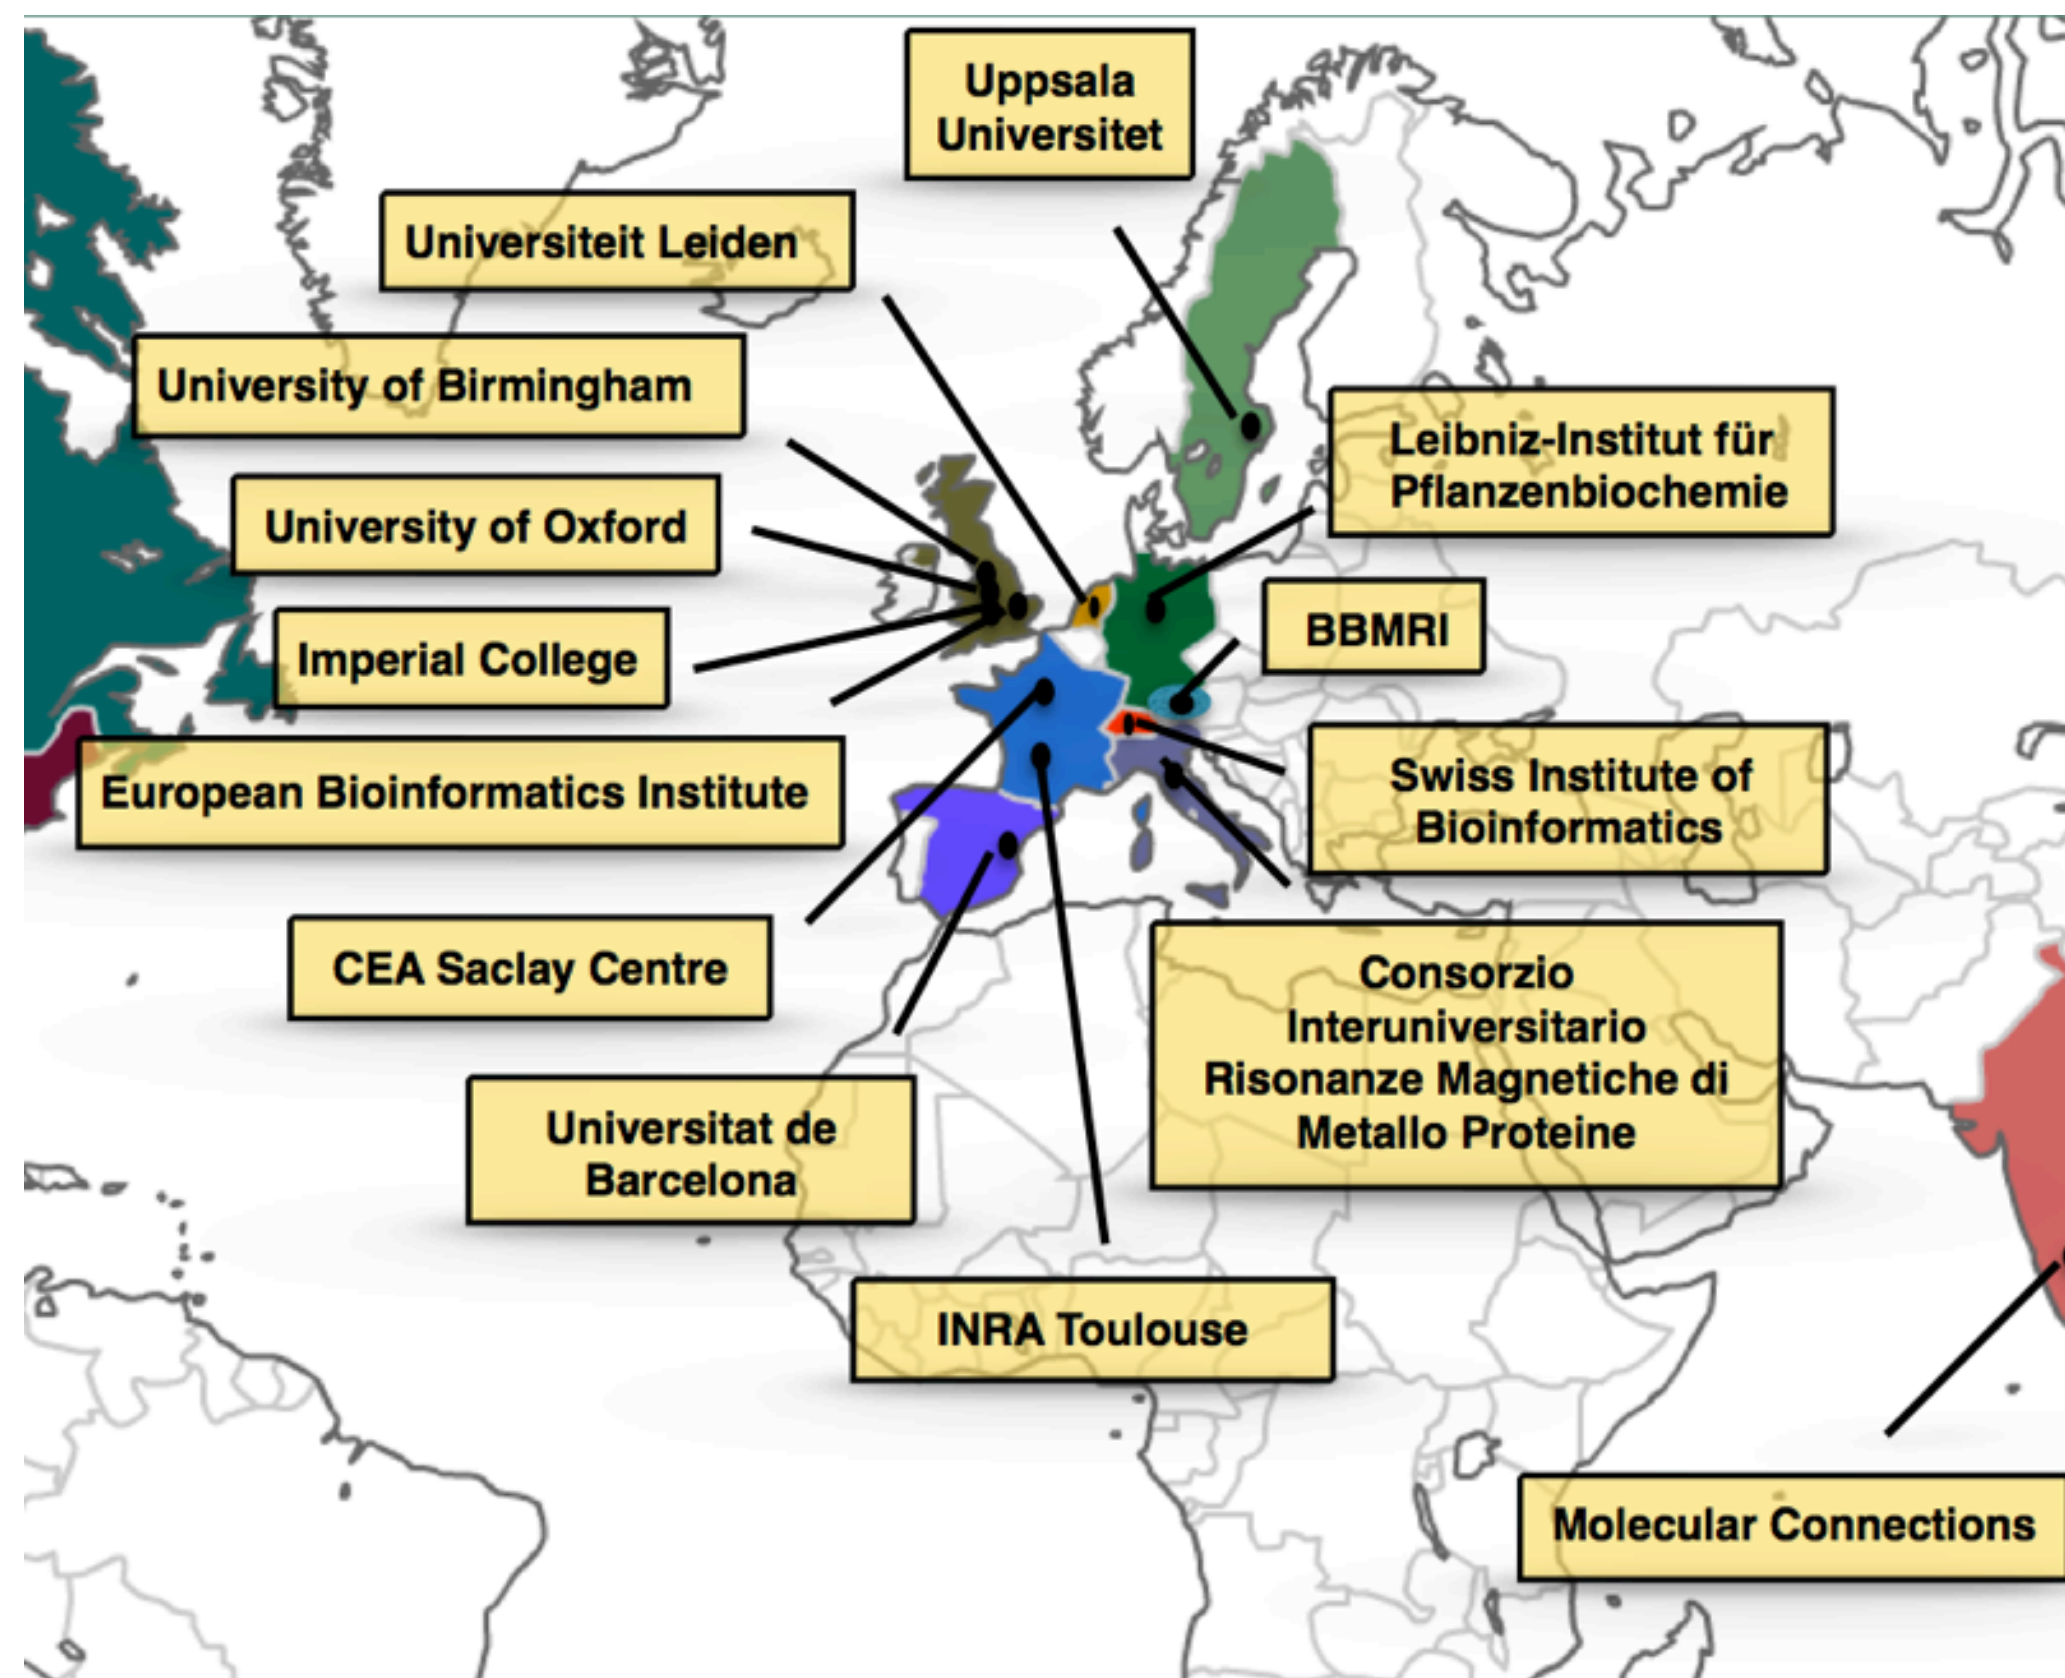 Uppsala
Universitet
Universiteit Leiden
University of Birmingham
Leibniz-Institut für
Pflanzenbiochemie
University of Oxford
BBMRI
Imperial College
Swiss Institute of
Bioinformatics
European Bioinformatics Institute
CEA Saclay Centre
Consorzio
Interuniversitario
Risonanze Magnetiche di
Metallo Proteine
Universitat de
Barcelona
INRA Toulouse
Molecular Connections